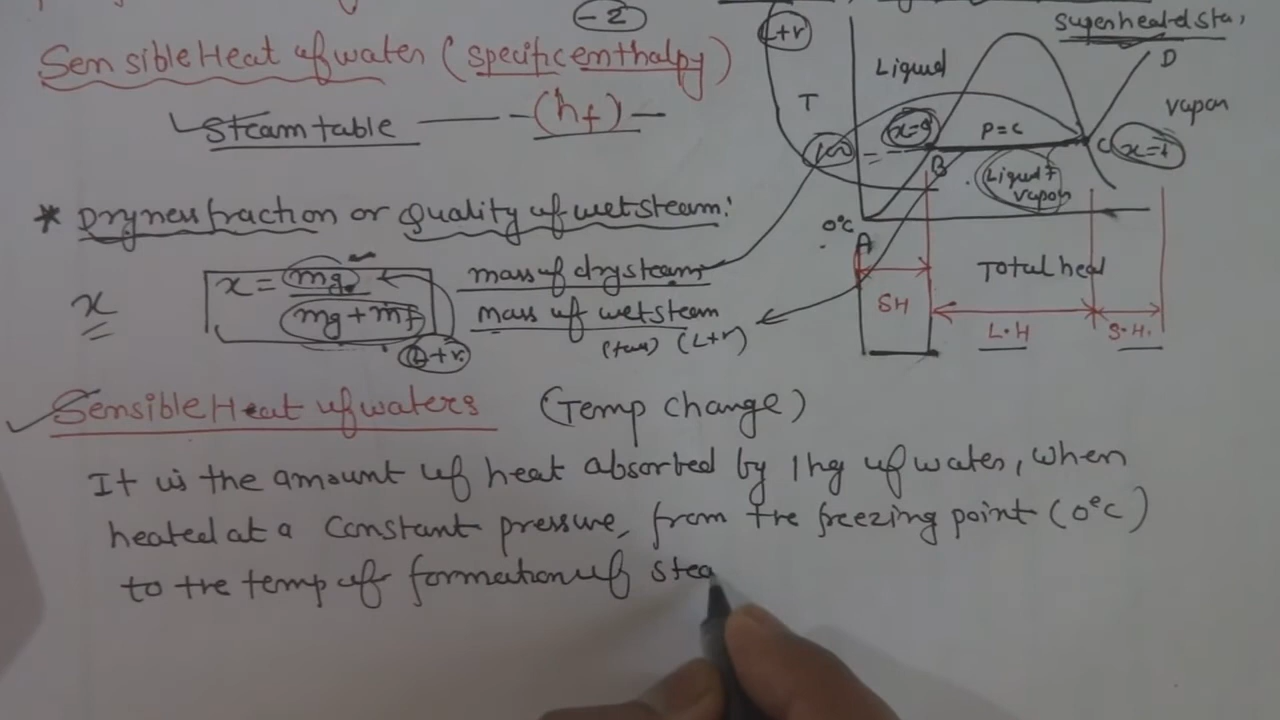 -2
L+r
Superheated sta,
Sensible Heat of water (specific enthalpy)
Liquid
D
Steam table — -(hf) -
T
x=0
P=C
vapour
100
B
C
x=1
Liquid + vapour
* Dryness fraction or quality of wet steam:
0°C
A
x = mg / mg + mf
mass of dry steam
Total heat
x
Mass of wet steam
SH
L.H
S.H.
(L+r)
L+r
Sensible Heat of waters (Temp change)
It is the amount of heat absorbed by 1kg of water, when
heated at a constant pressure, from the freezing point (0°C)
to the temp of formation of stea